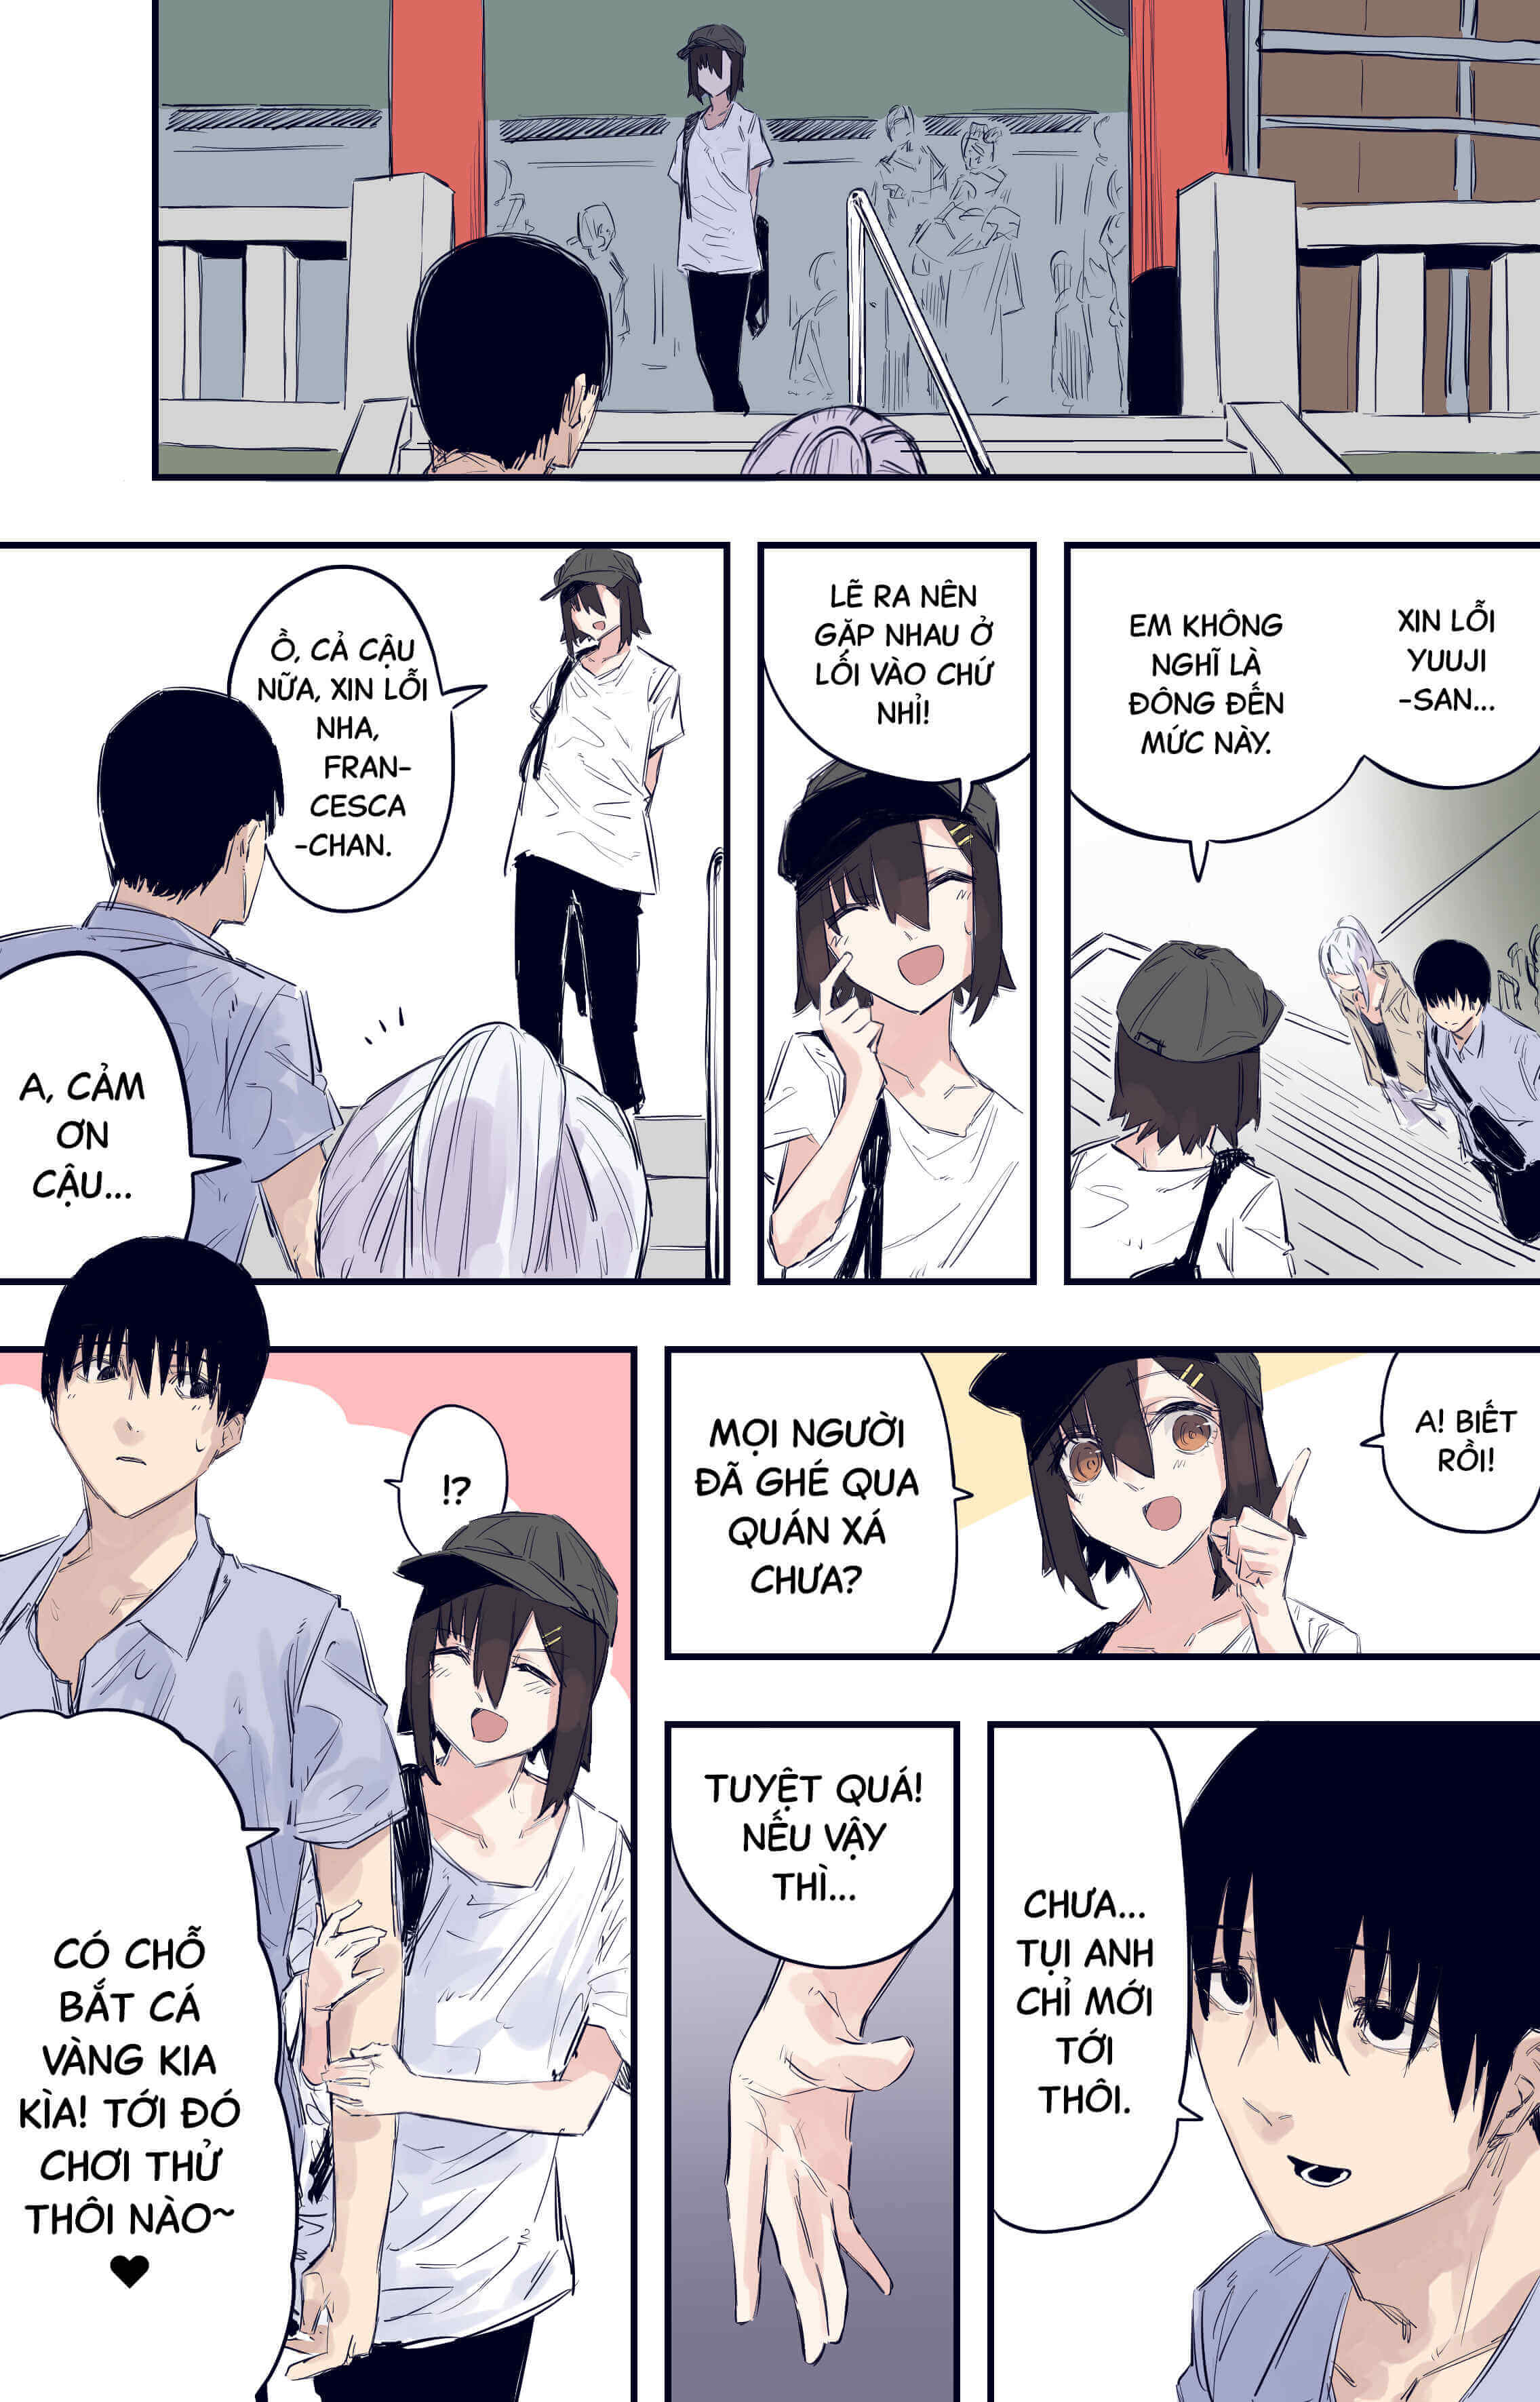 XIN LỖI
YUUJI
-SAN...
EM KHÔNG
NGHĨ LÀ
ĐÔNG ĐẾN
MỨC NÀY.
LẼ RA NÊN
GẶP NHAU Ở
LỐI VÀO CHỨ
NHỈ!
Ồ, CẢ CẬU
NỮA, XIN LỖI
NHA,
FRAN-
CESCA
-CHAN.
A, CẢM
ƠN
CẬU...
A! BIẾT
RỒI!
MỌI NGƯỜI
ĐÃ GHÉ QUA
QUÁN XÁ
CHƯA?
CHƯA...
TỤI ANH
CHỈ MỚI
TỚI
THÔI.
TUYỆT QUÁ!
NẾU VẬY
THÌ...
!?
CÓ CHỖ
BẮT CÁ
VÀNG KIA
KÌA! TỚI ĐÓ
CHƠI THỬ
THÔI NÀO~
♥